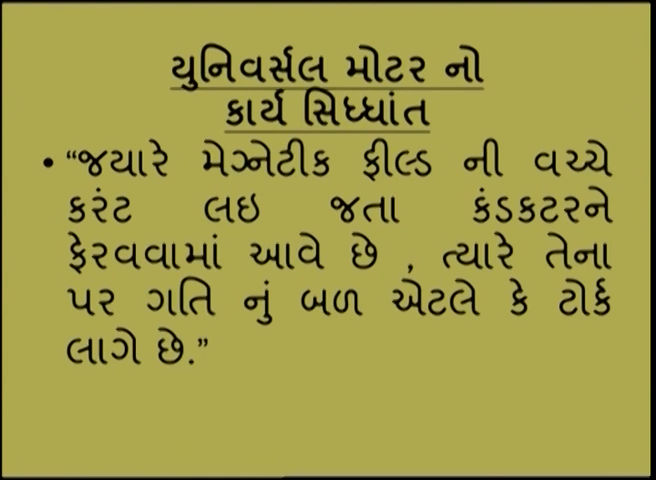 યુનિવર્સલ મોટર નો
કાર્ય સિધ્ધાંત
• “જયારે મેગ્નેટીક ફીલ્ડ ની વચ્ચે
કરંટ લઇ જતા કંડકટરને
ફેરવવામાં આવે છે , ત્યારે તેના
પર ગતિ નું બળ એટલે કે ટોર્ક
લાગે છે.”